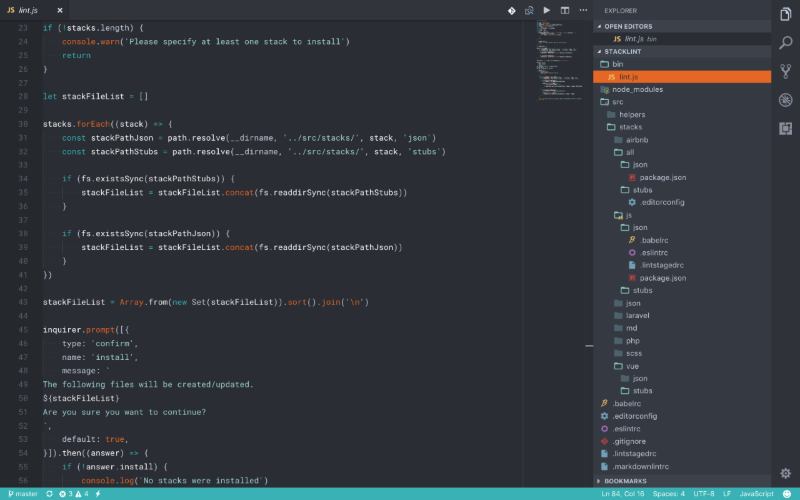 JS lint.js ×
23 if (!stacks.length) {
24 console.warn('Please specify at least one stack to install')
25 return
26 }
27
28 let stackFileList = []
29
30 stacks.forEach((stack) => {
31 const stackPathJson = path.resolve(__dirname, '../src/stacks/', stack, 'json')
32 const stackPathStubs = path.resolve(__dirname, '../src/stacks/', stack, 'stubs')
33
34 if (fs.existsSync(stackPathStubs)) {
35 stackFileList = stackFileList.concat(fs.readdirSync(stackPathStubs))
36 }
37
38 if (fs.existsSync(stackPathJson)) {
39 stackFileList = stackFileList.concat(fs.readdirSync(stackPathJson))
40 }
41 })
42
43 stackFileList = Array.from(new Set(stackFileList)).sort().join('\n')
44
45 inquirer.prompt([{
46 type: 'confirm',
47 name: 'install',
48 message: `
49 The following files will be created/updated.
50 ${stackFileList}
51 Are you sure you want to continue?
52 `,
53 default: true,
54 }]).then((answer) => {
55 if (!answer.install) {
56 console.log('No stacks were installed')
EXPLORER
OPEN EDITORS
JS lint.js bin
STACKLINT
bin
JS lint.js
node_modules
src
helpers
stacks
airbnb
all
json
package.json
stubs
.editorconfig
js
json
.babelrc
.eslintrc
.lintstagedrc
package.json
stubs
json
laravel
md
php
scss
vue
json
stubs
.babelrc
.editorconfig
.eslintrc
.gitignore
.lintstagedrc
.markdownlintrc
BOOKMARKS
master 3 4 Ln 84, Col 16 Spaces: 4 UTF-8 LF JavaScript